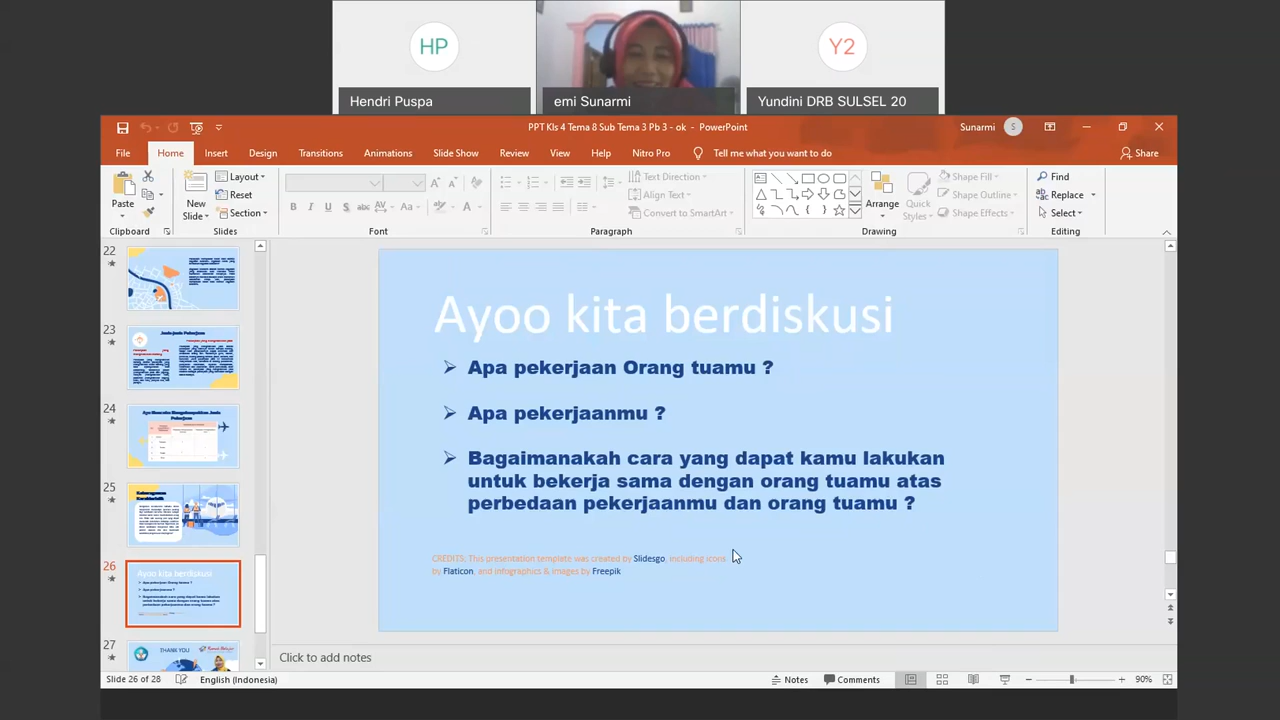 HP
Y2
Hendri Puspa
emi Sunarmi
Yundini DRB SULSEL 20
PPT Kls 4 Tema 8 Sub Tema 3 Pb 3 - ok - PowerPoint
Sunarmi
S
File
Home
Insert
Design
Transitions
Animations
Slide Show
Review
View
Help
Nitro Pro
Tell me what you want to do
Share
Paste
New
Slide
Layout
Reset
Section
Text Direction
Align Text
Convert to SmartArt
Arrange
Quick
Styles
Shape Fill
Shape Outline
Shape Effects
Find
Replace
Select
Clipboard
Slides
Font
Paragraph
Drawing
Editing
22
23
24
25
Keberagaman
Karakteristik
26
Ayoo kita berdiskusi
27
THANK YOU
Ayoo kita berdiskusi
Apa pekerjaan Orang tuamu ?
Apa pekerjaanmu ?
Bagaimanakah cara yang dapat kamu lakukan
untuk bekerja sama dengan orang tuamu atas
perbedaan pekerjaanmu dan orang tuamu ?
CREDITS: This presentation template was created by Slidesgo, including icons
by Flaticon, and infographics & images by Freepik
Click to add notes
Slide 26 of 28
English (Indonesia)
Notes
Comments
90%